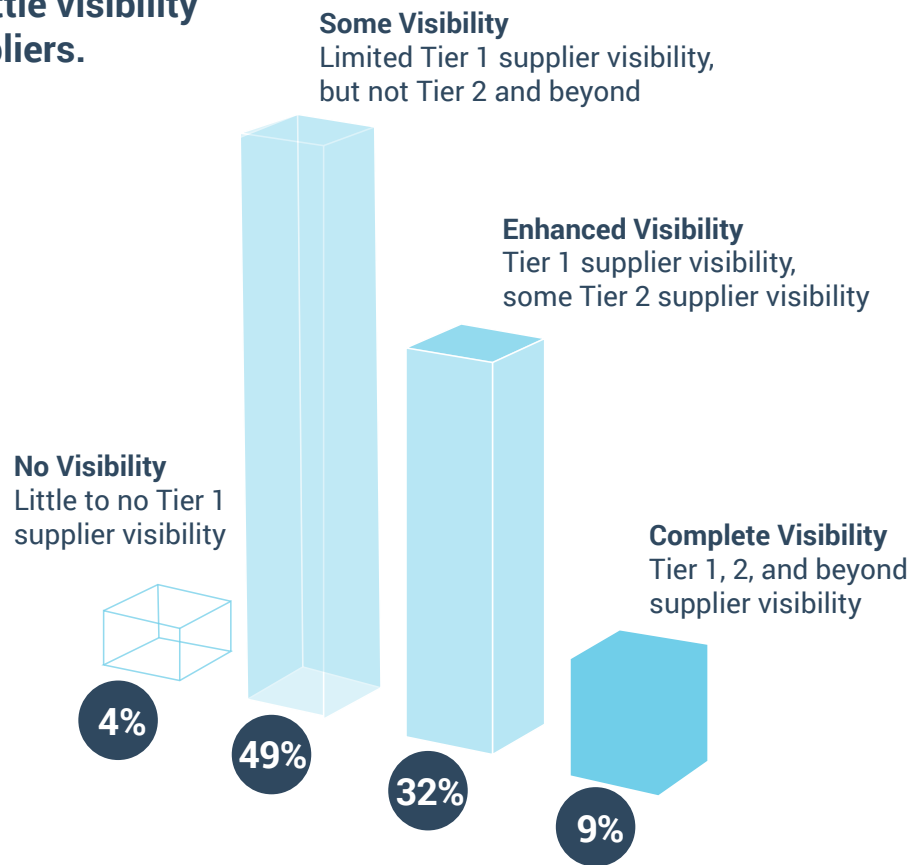 visibility
Some Visibility
Limited Tier 1 supplier visibility,
but not Tier 2 and beyond
Enhanced Visibility
Tier 1 supplier visibility,
some Tier 2 supplier visibility
No Visibility
Little to no Tier 1
supplier visibility
Complete Visibility
Tier 1, 2, and beyond
supplier visibility
4%
49%
32%
9%